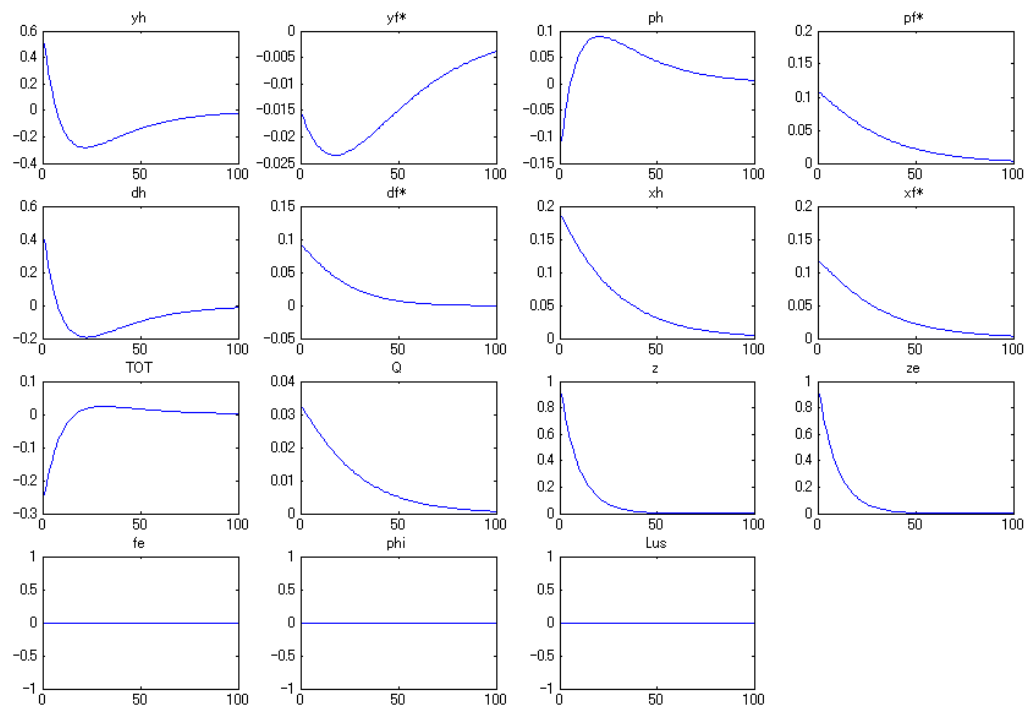 yh yf* ph pf*
0.6 0 0.1 0.2
0.4 -0.005 0.05 0.15
0.2 -0.01 0 0.1
0 -0.015 -0.05 0.05
-0.2 -0.02 -0.1
-0.4 -0.025 -0.15 0
0 50 100 0 50 100 0 50 100 0 50 100
dh df* xh xf*
0.6 0.15 0.2 0.2
0.4 0.1 0.15 0.15
0.2 0.05 0.1 0.1
0 0 0.05 0.05
-0.2 -0.05 0 0
0 50 100 0 50 100 0 50 100 0 50 100
TOT Q z ze
0.1 0.04 1 1
0 0.03 0.8 0.8
-0.1 0.02 0.6 0.6
-0.2 0.01 0.4 0.4
0.2 0.2
-0.3 0 0 0
0 50 100 0 50 100 0 50 100 0 50 100
fe phi Lus
1 1 1
0.5 0.5 0.5
0 0 0
-0.5 -0.5 -0.5
-1 -1 -1
0 50 100 0 50 100 0 50 100